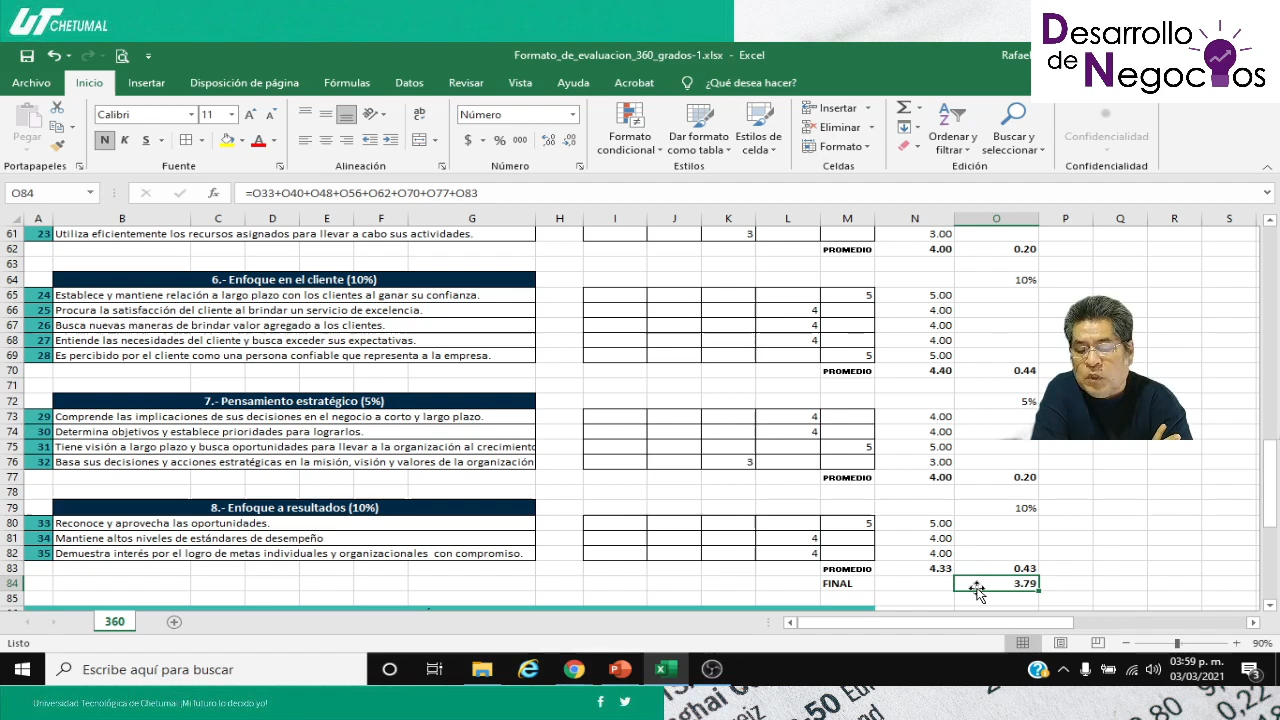 UT CHETUMAL
Desarrollo
de Negocios
Formato_de_evaluacion_360_grados-1.xlsx - Excel
Rafael
Archivo Inicio Insertar Disposición de página Fórmulas Datos Revisar Vista Ayuda Acrobat ¿Qué desea hacer?
Pegar
Calibri 11
N K S
Número
$ % 000
Formato condicional
Dar formato como tabla
Estilos de celda
Insertar
Eliminar
Formato
Ordenar y filtrar
Buscar y seleccionar
Confidencialidad
Portapapeles Fuente Alineación Número Estilos Celdas Edición Confidencialidad
O84 fx =O33+O40+O48+O56+O62+O70+O77+O83
A B C D E F G H I J K L M N O P Q R S
61 23 Utiliza eficientemente los recursos asignados para llevar a cabo sus actividades. 3 3.00
62 PROMEDIO 4.00 0.20
63
64 6.- Enfoque en el cliente (10%) 10%
65 24 Establece y mantiene relación a largo plazo con los clientes al ganar su confianza. 5 5.00
66 25 Procura la satisfacción del cliente al brindar un servicio de excelencia. 4 4.00
67 26 Busca nuevas maneras de brindar valor agregado a los clientes. 4 4.00
68 27 Entiende las necesidades del cliente y busca exceder sus expectativas. 4 4.00
69 28 Es percibido por el cliente como una persona confiable que representa a la empresa. 5 5.00
70 PROMEDIO 4.40 0.44
71
72 7.- Pensamiento estratégico (5%) 5%
73 29 Comprende las implicaciones de sus decisiones en el negocio a corto y largo plazo. 4 4.00
74 30 Determina objetivos y establece prioridades para lograrlos. 4 4.00
75 31 Tiene visión a largo plazo y busca oportunidades para llevar a la organización al crecimiento 5 5.00
76 32 Basa sus decisiones y acciones estratégicas en la misión, visión y valores de la organización 3 3.00
77 PROMEDIO 4.00 0.20
78
79 8.- Enfoque a resultados (10%) 10%
80 33 Reconoce y aprovecha las oportunidades. 5 5.00
81 34 Mantiene altos niveles de estándares de desempeño 4 4.00
82 35 Demuestra interés por el logro de metas individuales y organizacionales con compromiso. 4 4.00
83 PROMEDIO 4.33 0.43
84 FINAL 3.79
85
360
Listo 90%
Escribe aquí para buscar
03:59 p. m.
03/03/2021
3
Universidad Tecnológica de Chetumal ¡Mi futuro lo decido yo!